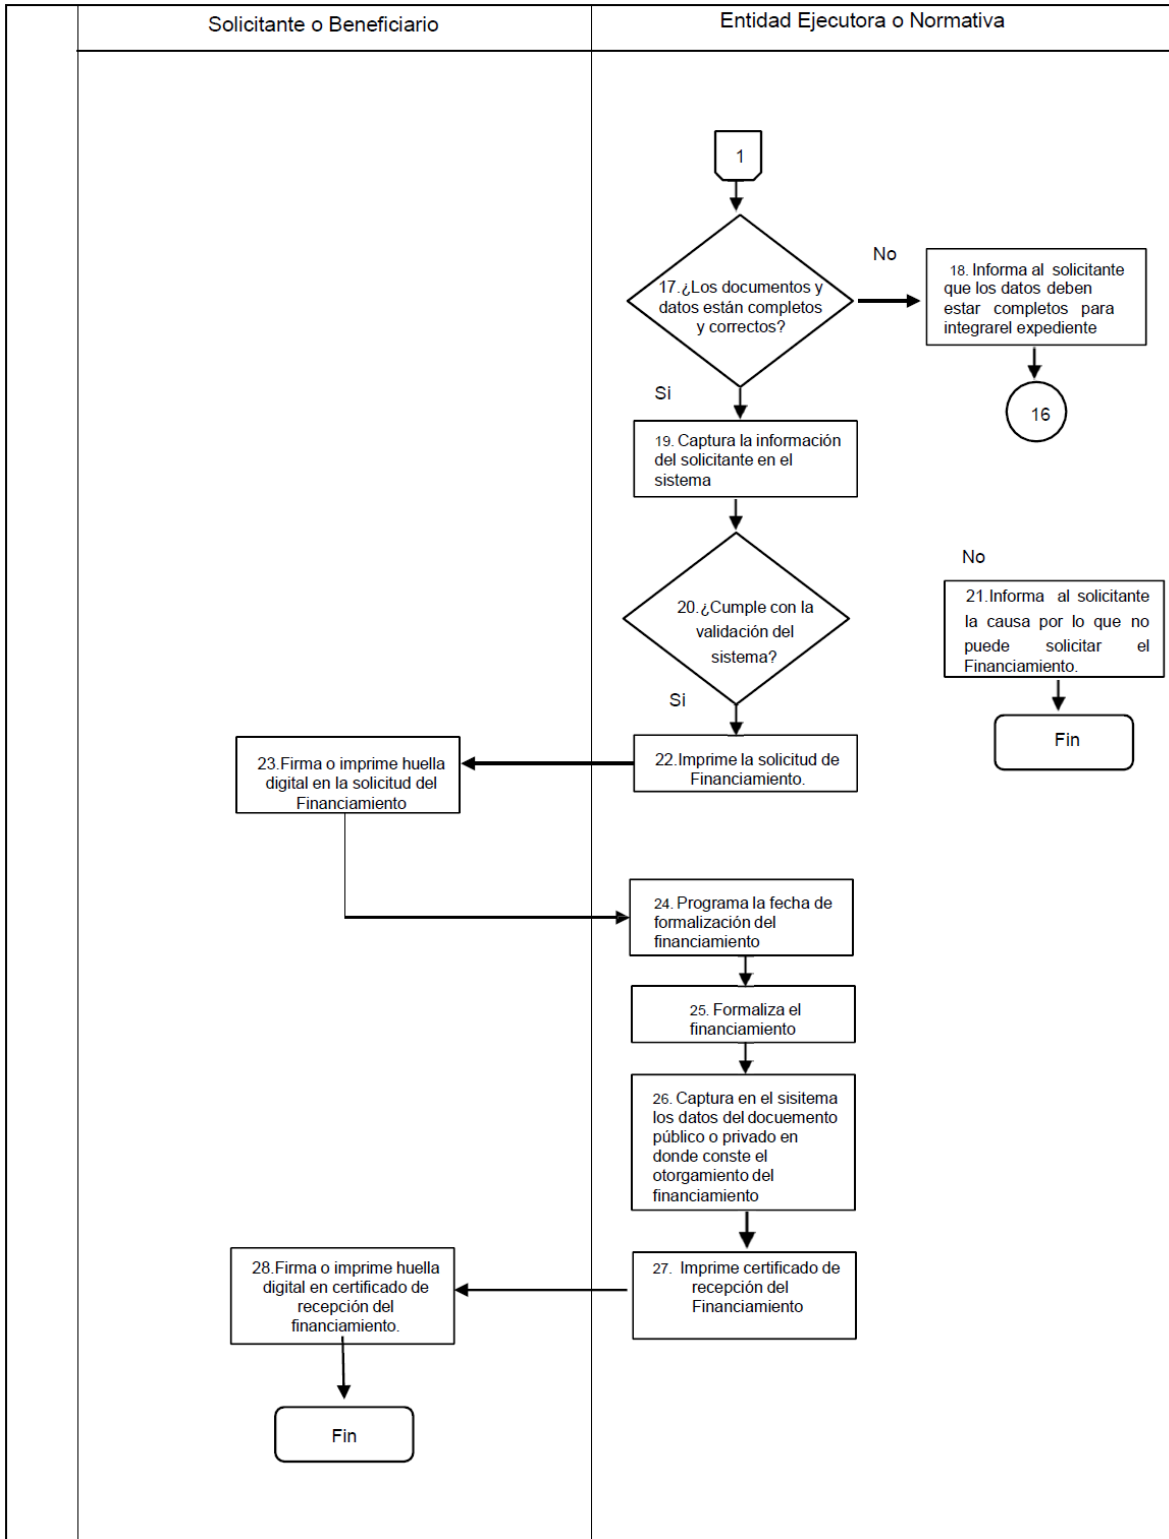 Solicitante o Beneficiario
Entidad Ejecutora o Normativa
1
17.¿Los documentos y
datos están completos
y correctos?
No
18. Informa al solicitante
que los datos deben
estar completos para
integrarel expediente
16
Si
19. Captura la información
del solicitante en el
sistema
20.¿Cumple con la
validación del
sistema?
No
21.Informa al solicitante
la causa por lo que no
puede solicitar el
Financiamiento.
Fin
Si
22.Imprime la solicitud de
Financiamiento.
23.Firma o imprime huella
digital en la solicitud del
Financiamiento
24. Programa la fecha de
formalización del
financiamiento
25. Formaliza el
financiamiento
26. Captura en el sisitema
los datos del docuemento
público o privado en
donde conste el
otorgamiento del
financiamiento
27. Imprime certificado de
recepción del
Financiamiento
28.Firma o imprime huella
digital en certificado de
recepción del
financiamiento.
Fin